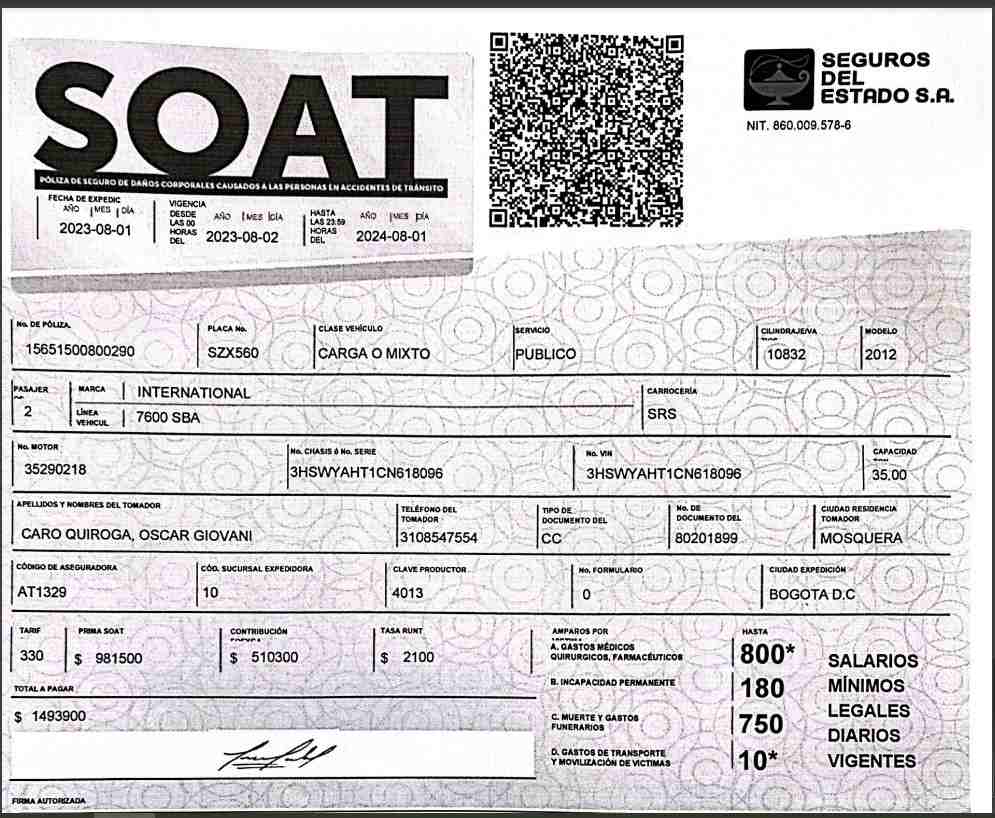 SOAT
PÓLIZA DE SEGURO DE DAÑOS CORPORALES CAUSADOS A LAS PERSONAS EN ACCIDENTES DE TRÁNSITO
FECHA DE EXPEDIC
AÑO MES DÍA
2023-08-01
VIGENCIA
DESDE LAS 00 HORAS DEL
AÑO MES DÍA
2023-08-02
HASTA LAS 23:59 HORAS DEL
AÑO MES DÍA
2024-08-01
SEGUROS
DEL
ESTADO S.A.
NIT. 860.009.578-6
No. DE PÓLIZA.
15651500800290
PLACA No.
SZX560
CLASE VEHÍCULO
CARGA O MIXTO
SERVICIO
PUBLICO
CILINDRAJE/VA
10832
MODELO
2012
PASAJER
2
MARCA
INTERNATIONAL
LÍNEA
VEHICUL
7600 SBA
CARROCERÍA
SRS
No. MOTOR
35290218
No. CHASIS ó No. SERIE
3HSWYAHT1CN618096
No. VIN
3HSWYAHT1CN618096
CAPACIDAD
35.00
APELLIDOS Y NOMBRES DEL TOMADOR
CARO QUIROGA, OSCAR GIOVANI
TELÉFONO DEL
TOMADOR
3108547554
TIPO DE
DOCUMENTO DEL
CC
No. DE
DOCUMENTO DEL
80201899
CIUDAD RESIDENCIA
TOMADOR
MOSQUERA
CÓDIGO DE ASEGURADORA
AT1329
CÓD. SUCURSAL EXPEDIDORA
10
CLAVE PRODUCTOR
4013
No. FORMULARIO
0
CIUDAD EXPEDICIÓN
BOGOTA D.C
TARIF
330
PRIMA SOAT
$ 981500
CONTRIBUCIÓN
$ 510300
TASA RUNT
$ 2100
TOTAL A PAGAR
$ 1493900
FIRMA AUTORIZADA
AMPAROS POR
HASTA
A. GASTOS MÉDICOS
QUIRURGICOS, FARMACÉUTICOS
800*
B. INCAPACIDAD PERMANENTE
180
C. MUERTE Y GASTOS
FUNERARIOS
750
D. GASTOS DE TRANSPORTE
Y MOVILIZACIÓN DE VICTIMAS
10*
SALARIOS
MÍNIMOS
LEGALES
DIARIOS
VIGENTES